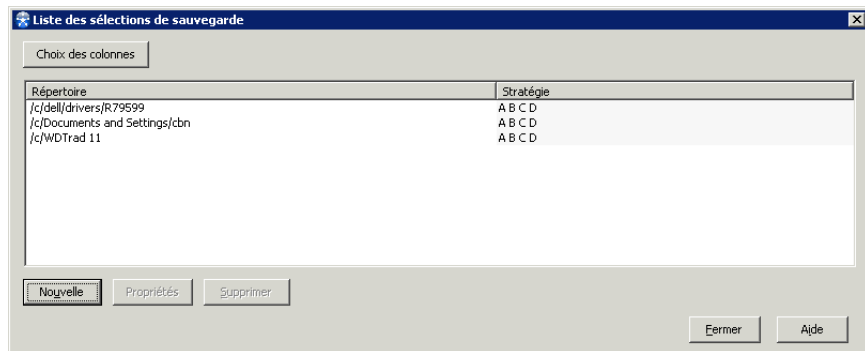 Liste des sélections de sauvegarde
Choix des colonnes
Répertoire Stratégie
/c/dell/drivers/R79599 A B C D
/c/Documents and Settings/cbn A B C D
/c/WDTrad 11 A B C D
Nouvelle Propriétés Supprimer
Fermer Aide